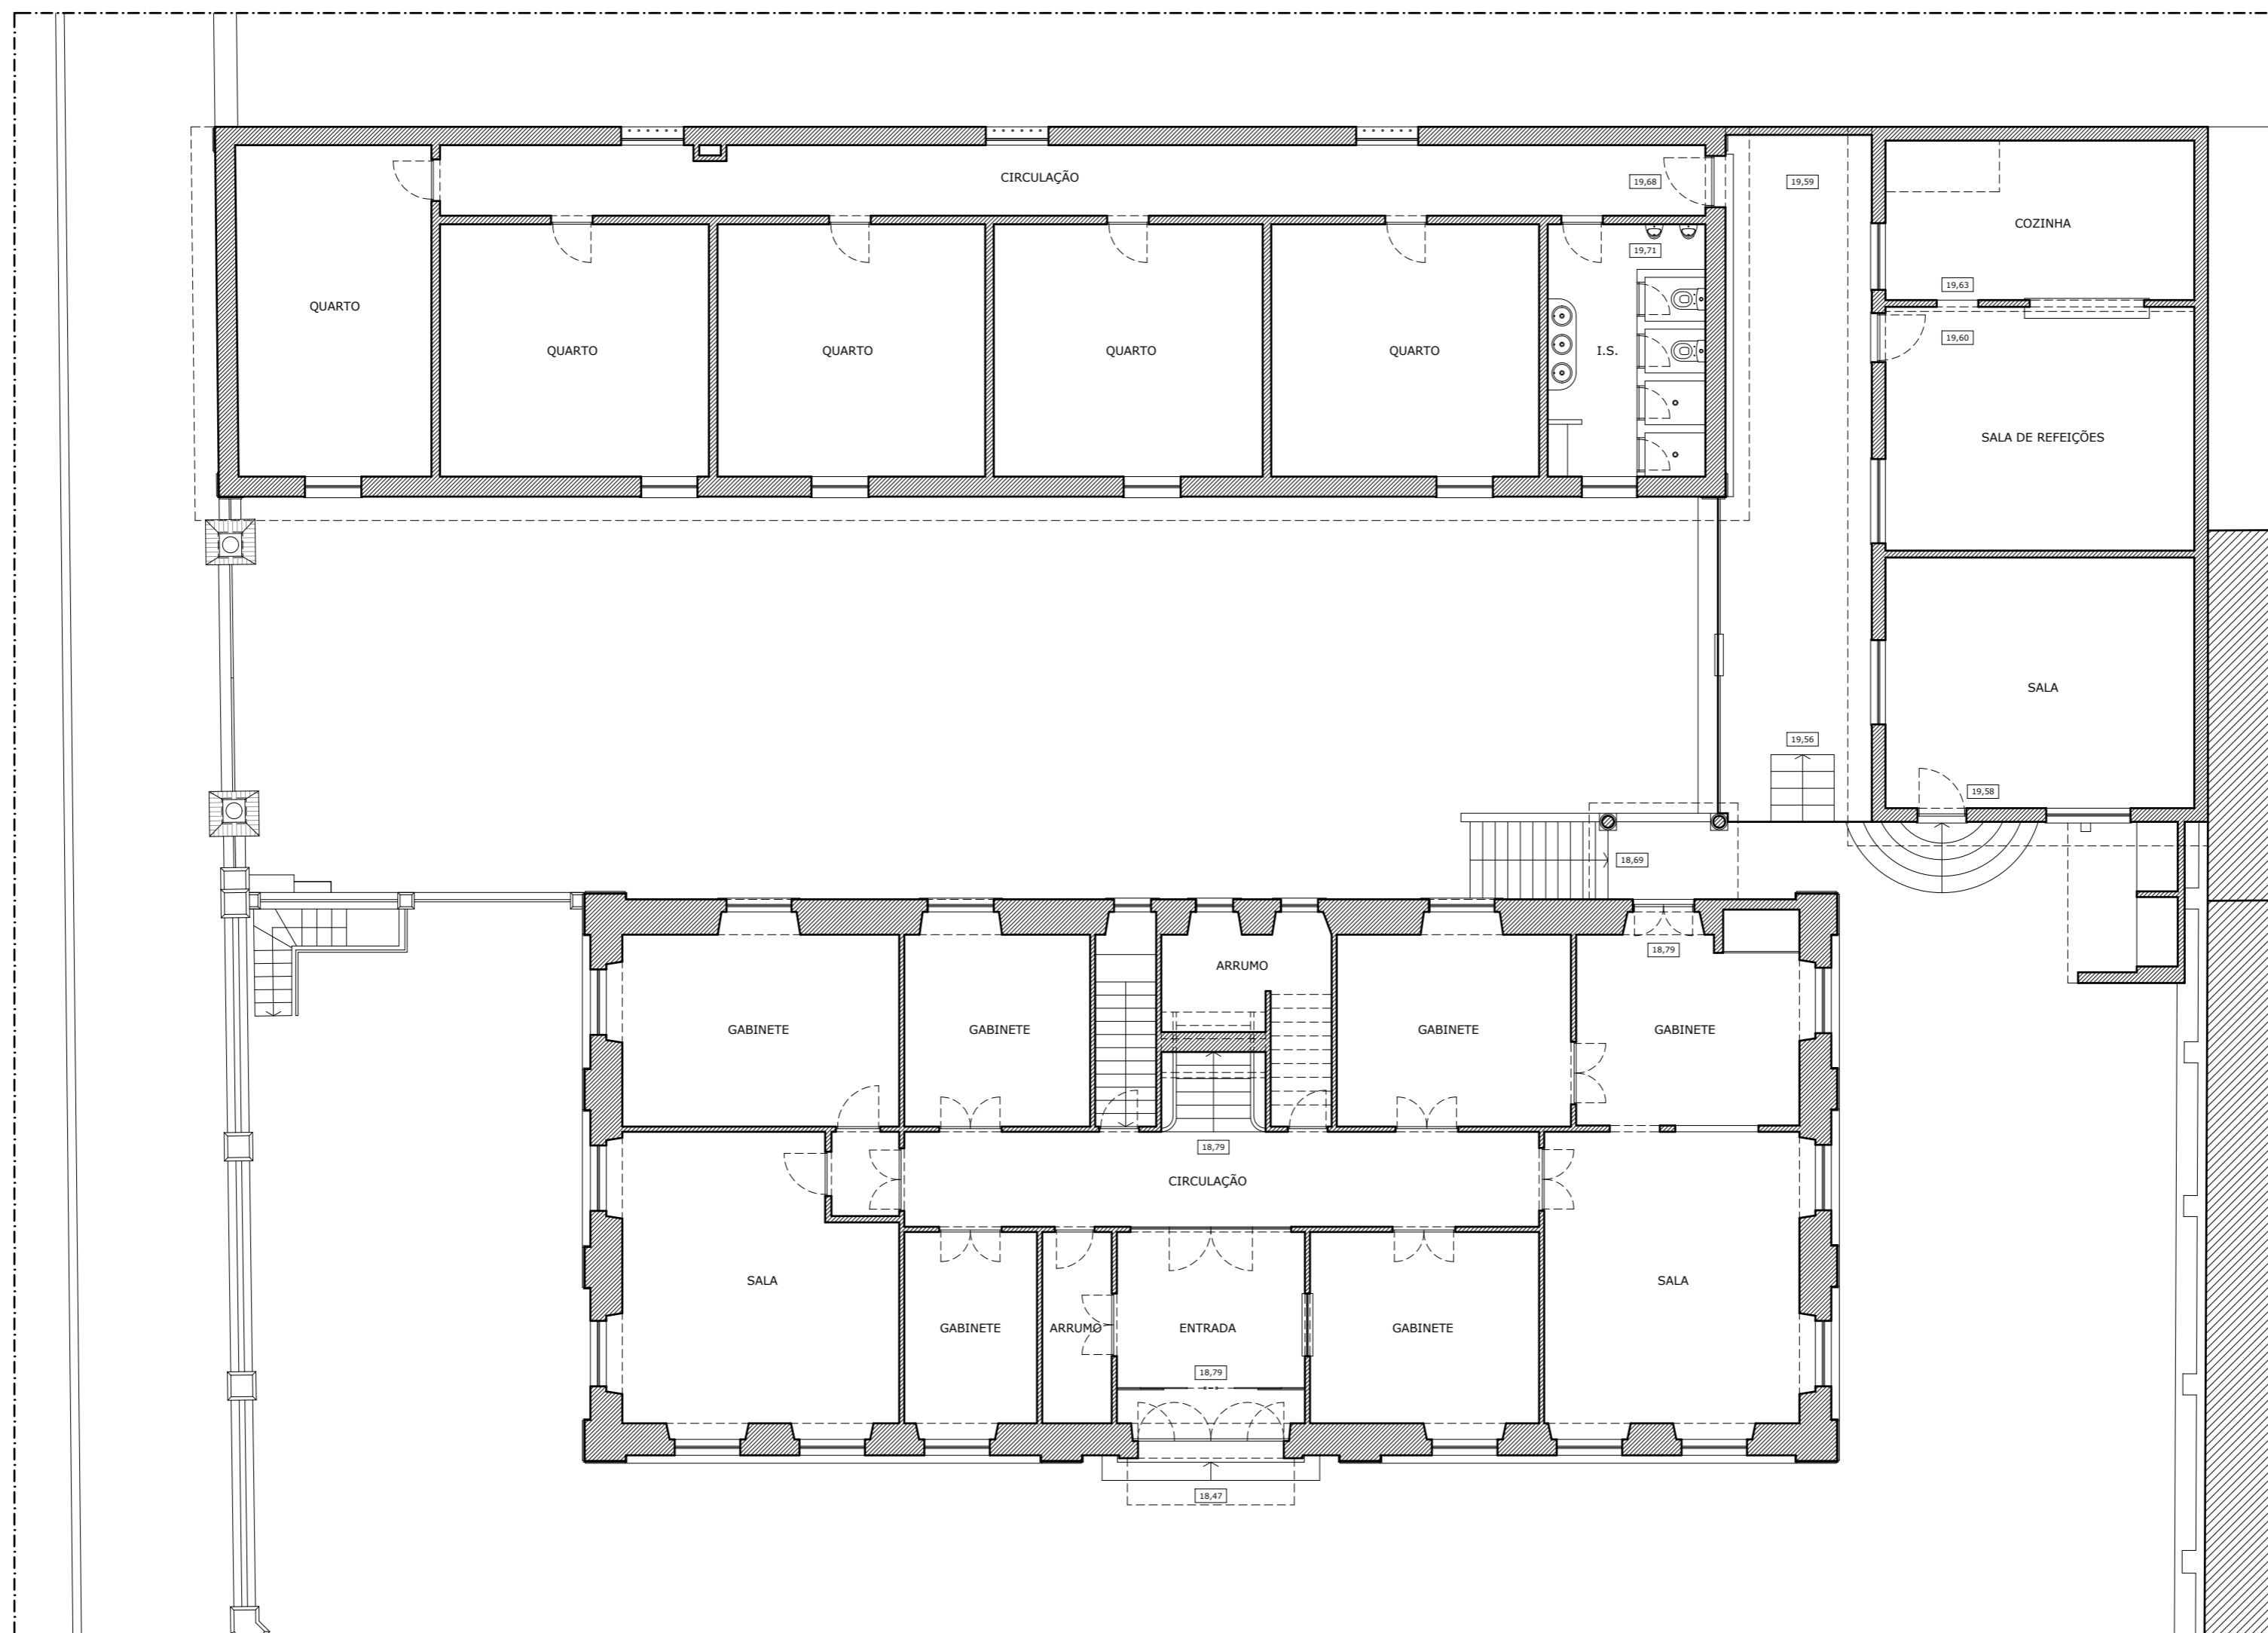 CIRCULAÇÃO
19,68
19,59
COZINHA
19,71
19,63
QUARTO
19,60
QUARTO
QUARTO
QUARTO
QUARTO
I.S.
SALA DE REFEIÇÕES
SALA
19,56
19,58
18,69
18,79
ARRUMO
GABINETE
GABINETE
GABINETE
GABINETE
18,79
CIRCULAÇÃO
SALA
SALA
GABINETE
ARRUMO
ENTRADA
GABINETE
18,79
18,47